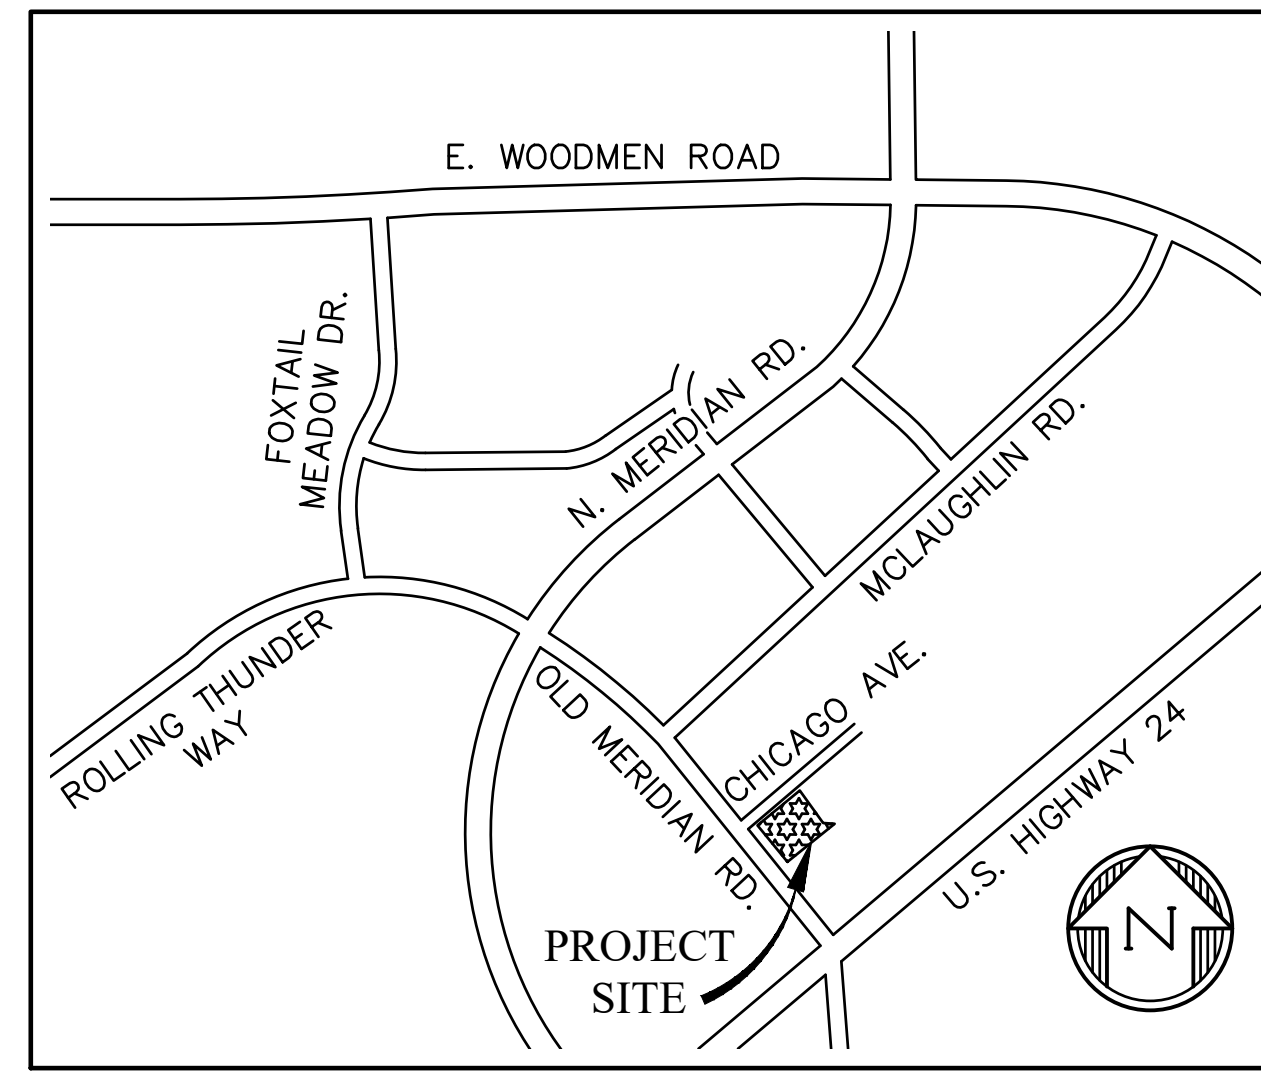 E. WOODMEN ROAD
FOXTAIL
MEADOW DR.
N. MERIDIAN RD.
MCLAUGHLIN RD.
ROLLING THUNDER
WAY
OLD MERIDIAN RD.
CHICAGO AVE.
U.S. HIGHWAY 24
PROJECT
SITE
N